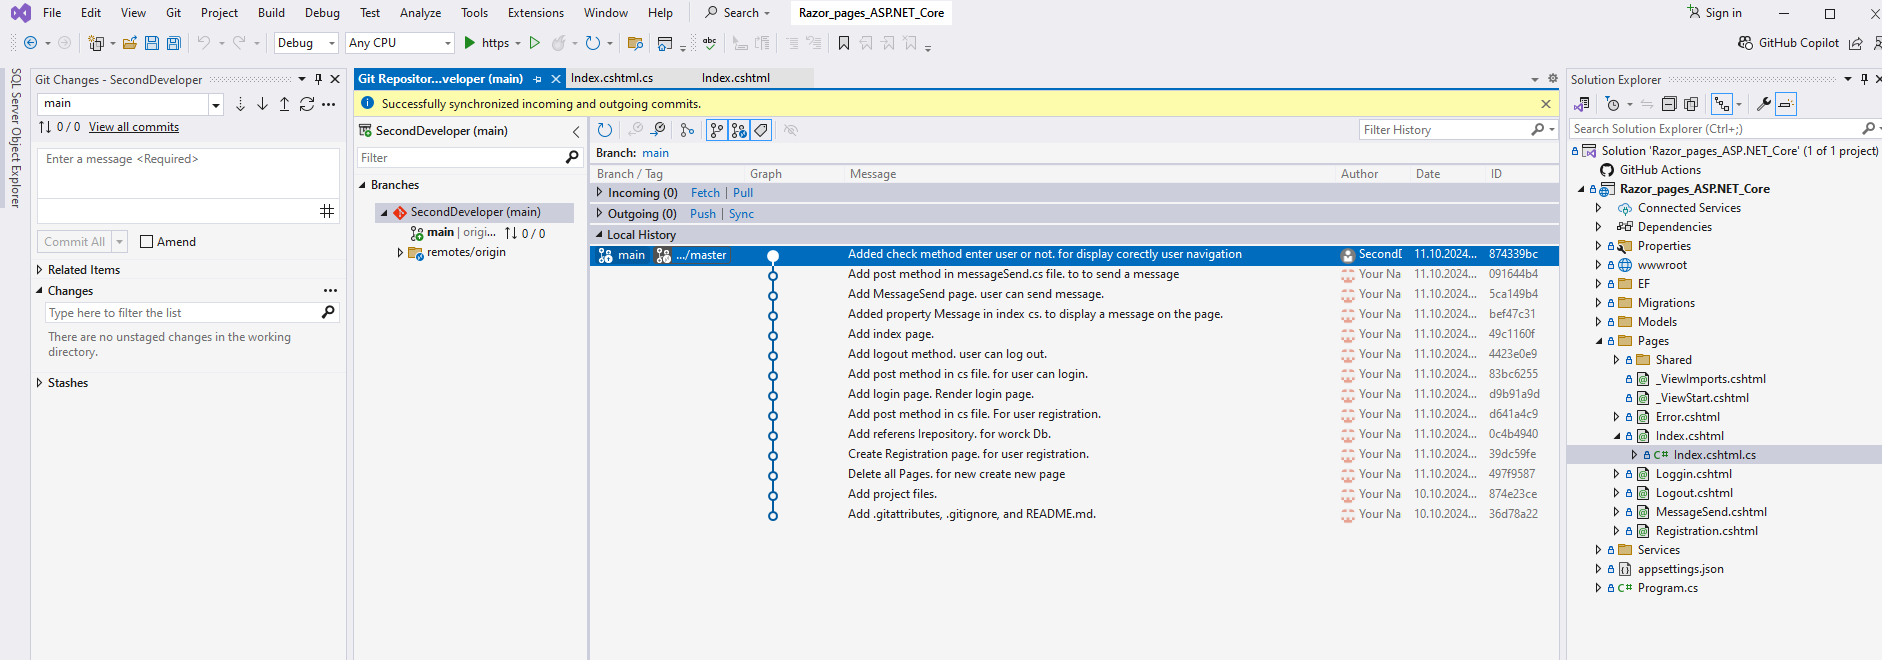 File Edit View Git Project Build Debug Test Analyze Tools Extensions Window Help Search Razor_pages_ASP.NET_Core Sign in
Debug Any CPU https GitHub Copilot
SQL Server Object Explorer
Git Changes - SecondDeveloper
main
0 / 0 View all commits
Enter a message <Required>
Commit All Amend
Related Items
Changes
Type here to filter the list
There are no unstaged changes in the working
directory.
Stashes
Git Repositor...veloper (main) Index.cshtml.cs Index.cshtml
Successfully synchronized incoming and outgoing commits.
SecondDeveloper (main)
Filter
Branches
SecondDeveloper (main)
main | origi... 0 / 0
remotes/origin
Filter History
Branch: main
Branch / Tag Graph Message Author Date ID
Incoming (0) Fetch | Pull
Outgoing (0) Push | Sync
Local History
main .../master Added check method enter user or not. for display corectly user navigation Second 11.10.2024... 874339bc
Add post method in messageSend.cs file. to to send a message Your Na 11.10.2024... 091644b4
Add MessageSend page. user can send message. Your Na 11.10.2024... 5ca149b4
Added property Message in index cs. to display a message on the page. Your Na 11.10.2024... bef47c31
Add index page. Your Na 11.10.2024... 49c1160f
Add logout method. user can log out. Your Na 11.10.2024... 4423e0e9
Add post method in cs file. for user can login. Your Na 11.10.2024... 83bc6255
Add login page. Render login page. Your Na 11.10.2024... d9b91a9d
Add post method in cs file. For user registration. Your Na 11.10.2024... d641a4c9
Add referens Irepository. for worck Db. Your Na 11.10.2024... 0c4b4940
Create Registration page. for user registration. Your Na 11.10.2024... 39dc59fe
Delete all Pages. for new create new page Your Na 11.10.2024... 497f9587
Add project files. Your Na 10.10.2024... 874e23ce
Add .gitattributes, .gitignore, and README.md. Your Na 10.10.2024... 36d78a22
Solution Explorer
Search Solution Explorer (Ctrl+;)
Solution 'Razor_pages_ASP.NET_Core' (1 of 1 project)
GitHub Actions
Razor_pages_ASP.NET_Core
Connected Services
Dependencies
Properties
wwwroot
EF
Migrations
Models
Pages
Shared
_ViewImports.cshtml
_ViewStart.cshtml
Error.cshtml
Index.cshtml
C# Index.cshtml.cs
Loggin.cshtml
Logout.cshtml
MessageSend.cshtml
Registration.cshtml
Services
appsettings.json
C# Program.cs